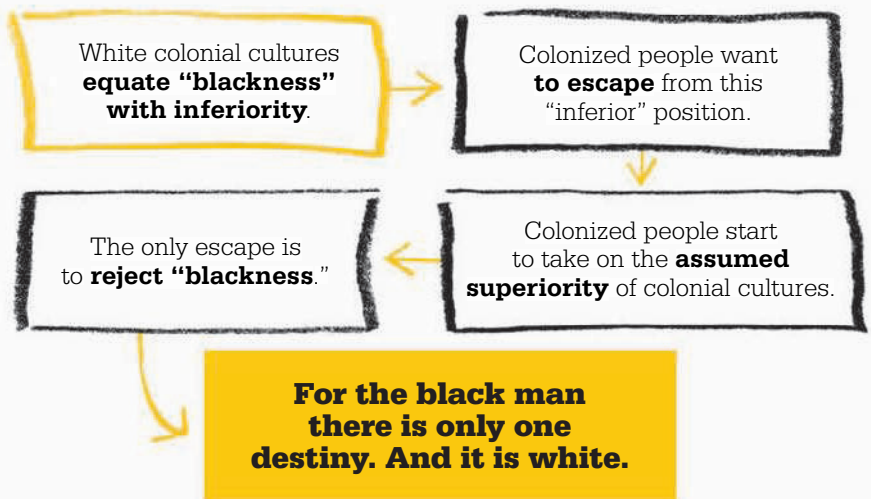 White colonial cultures
equate “blackness”
with inferiority.
Colonized people want
to escape from this
“inferior” position.
Colonized people start
to take on the assumed
superiority of colonial cultures.
The only escape is
to reject “blackness.”
For the black man
there is only one
destiny. And it is white.